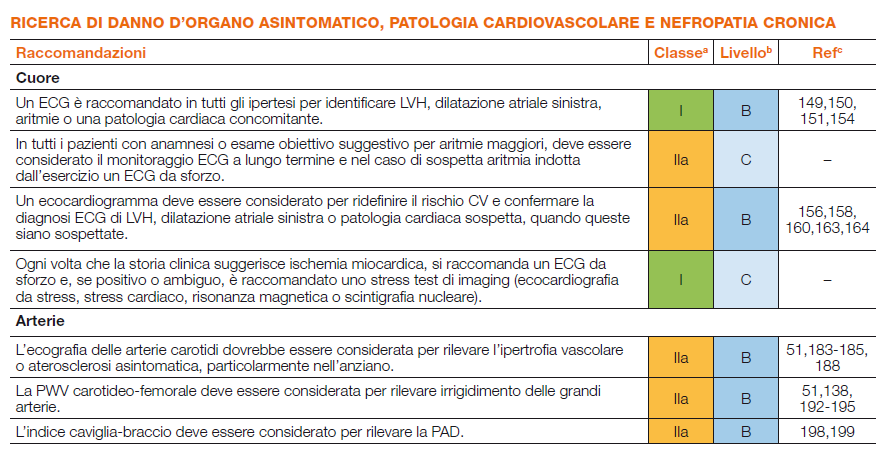 RICERCA DI DANNO D'ORGANO ASINTOMATICO, PATOLOGIA CARDIOVASCOLARE E NEFROPATIA CRONICA
Raccomandazioni Classeᵃ Livelloᵇ Refᶜ
Cuore
Un ECG è raccomandato in tutti gli ipertesi per identificare LVH, dilatazione atriale sinistra,
aritmie o una patologia cardiaca concomitante.
I B
149,150,
151,154
In tutti i pazienti con anamnesi o esame obiettivo suggestivo per aritmie maggiori, deve essere
considerato il monitoraggio ECG a lungo termine e nel caso di sospetta aritmia indotta
dall'esercizio un ECG da sforzo.
IIa C –
Un ecocardiogramma deve essere considerato per ridefinire il rischio CV e confermare la
diagnosi ECG di LVH, dilatazione atriale sinistra o patologia cardiaca sospetta, quando queste
siano sospettate.
IIa B
156,158,
160,163,164
Ogni volta che la storia clinica suggerisce ischemia miocardica, si raccomanda un ECG da
sforzo e, se positivo o ambiguo, è raccomandato uno stress test di imaging (ecocardiografia
da stress, stress cardiaco, risonanza magnetica o scintigrafia nucleare).
I C –
Arterie
L'ecografia delle arterie carotidi dovrebbe essere considerata per rilevare l'ipertrofia vascolare
o aterosclerosi asintomatica, particolarmente nell'anziano.
IIa B
51,183-185,
188
La PWV carotideo-femorale deve essere considerata per rilevare irrigidimento delle grandi
arterie.
IIa B
51,138,
192-195
L'indice caviglia-braccio deve essere considerato per rilevare la PAD.
IIa B 198,199